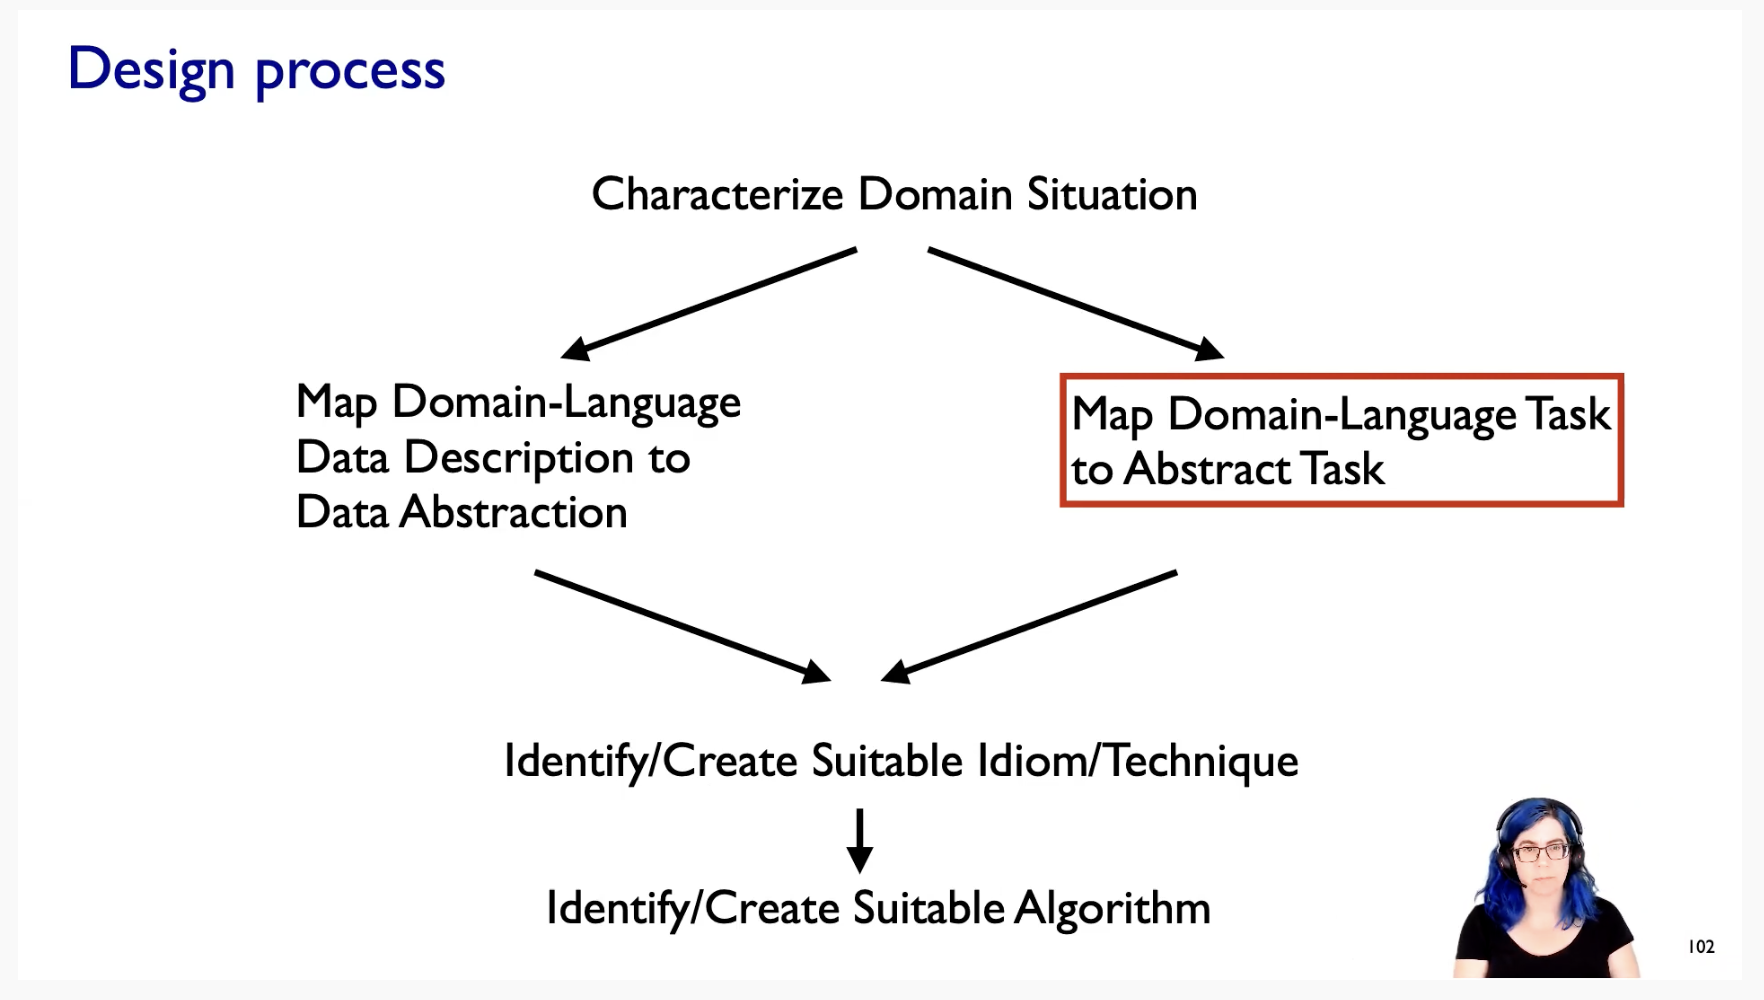 Design process
Characterize Domain Situation
Map Domain-Language
Data Description to
Data Abstraction
Map Domain-Language Task
to Abstract Task
Identify/Create Suitable Idiom/Technique
Identify/Create Suitable Algorithm
102